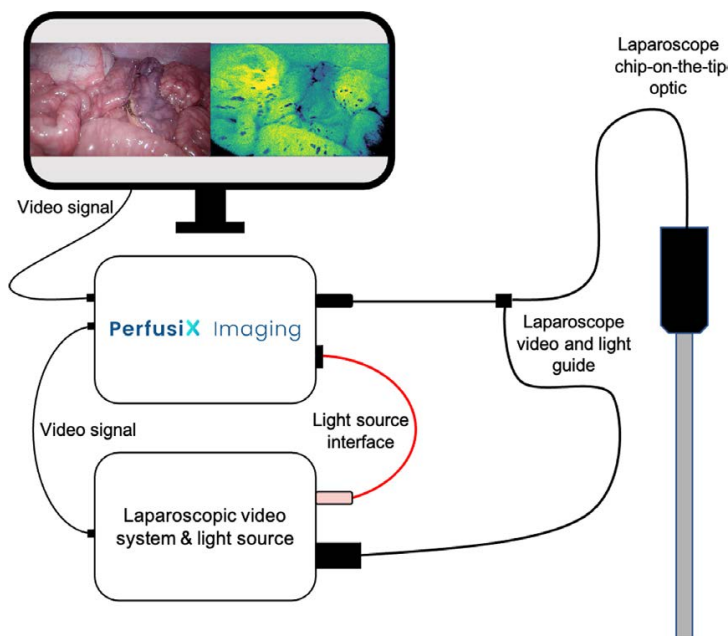 Laparoscope
chip-on-the-tip
optic
Video signal
PerfusiX Imaging
Laparoscope
video and light
guide
Light source
interface
Video signal
Laparoscopic video
system & light source